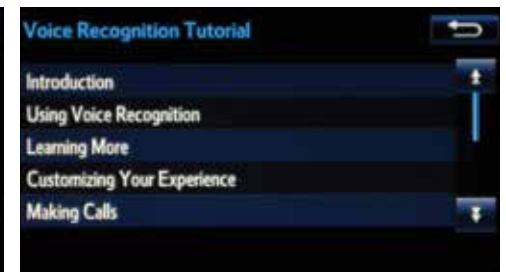 Voice Recognition Tutorial
Introduction
Using Voice Recognition
Learning More
Customizing Your Experience
Making Calls